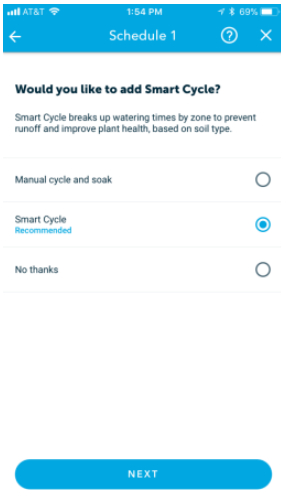 AT&T 1:54 PM 69%
Schedule 1 ?
Would you like to add Smart Cycle?
Smart Cycle breaks up watering times by zone to prevent
runoff and improve plant health, based on soil type.
Manual cycle and soak
Smart Cycle
Recommended
No thanks
NEXT